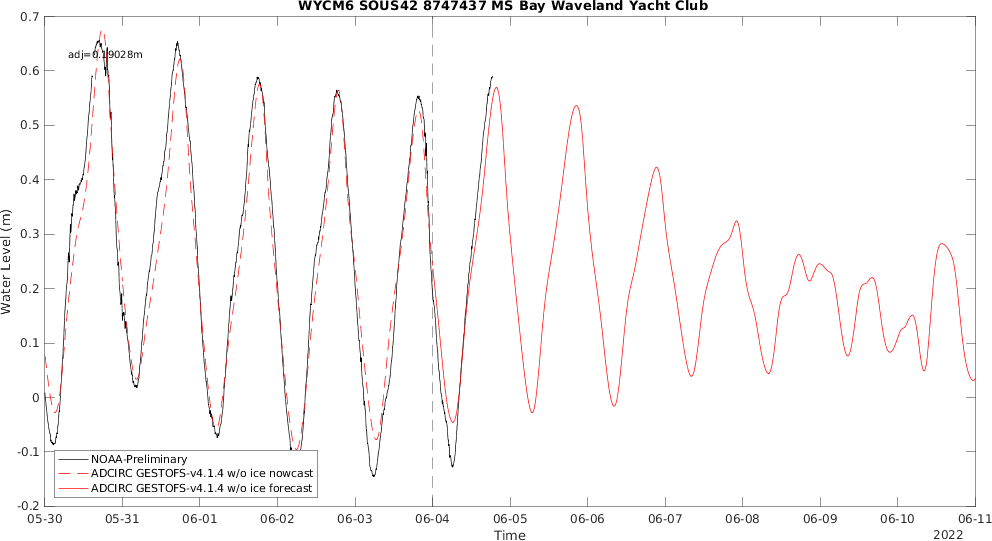 WYCM6 SOUS42 8747437 MS Bay Waveland Yacht Club
adj=0.19028m
0.7
0.6
0.5
0.4
0.3
0.2
0.1
0
-0.1
-0.2
Water Level (m)
NOAA-Preliminary
ADCIRC GESTOFS-v4.1.4 w/o ice nowcast
ADCIRC GESTOFS-v4.1.4 w/o ice forecast
05-30 05-31 06-01 06-02 06-03 06-04 06-05 06-06 06-07 06-08 06-09 06-10 06-11
Time
2022